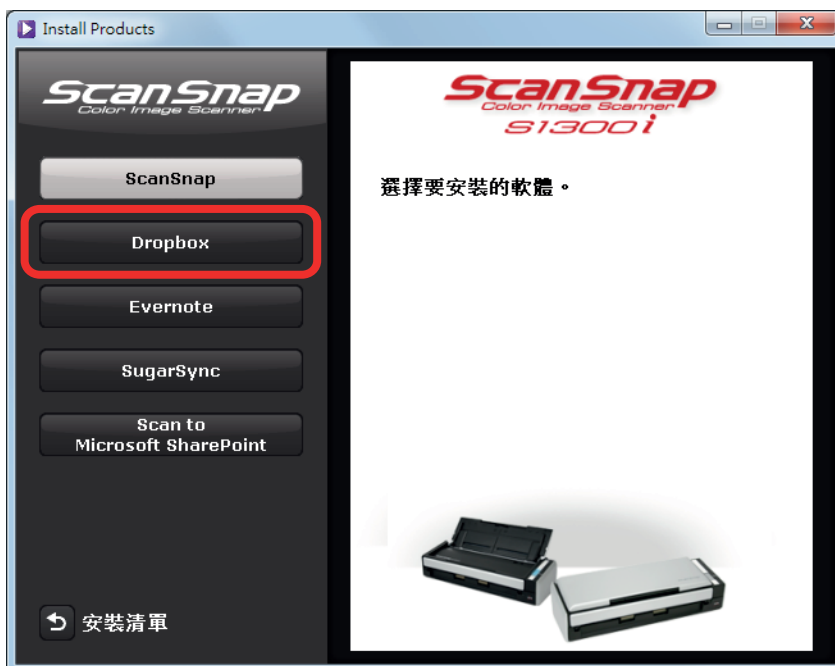 Install Products
ScanSnap
Color Image Scanner
ScanSnap
Dropbox
Evernote
SugarSync
Scan to
Microsoft SharePoint
安裝清單
ScanSnap
Color Image Scanner
S1300i
選擇要安裝的軟體。